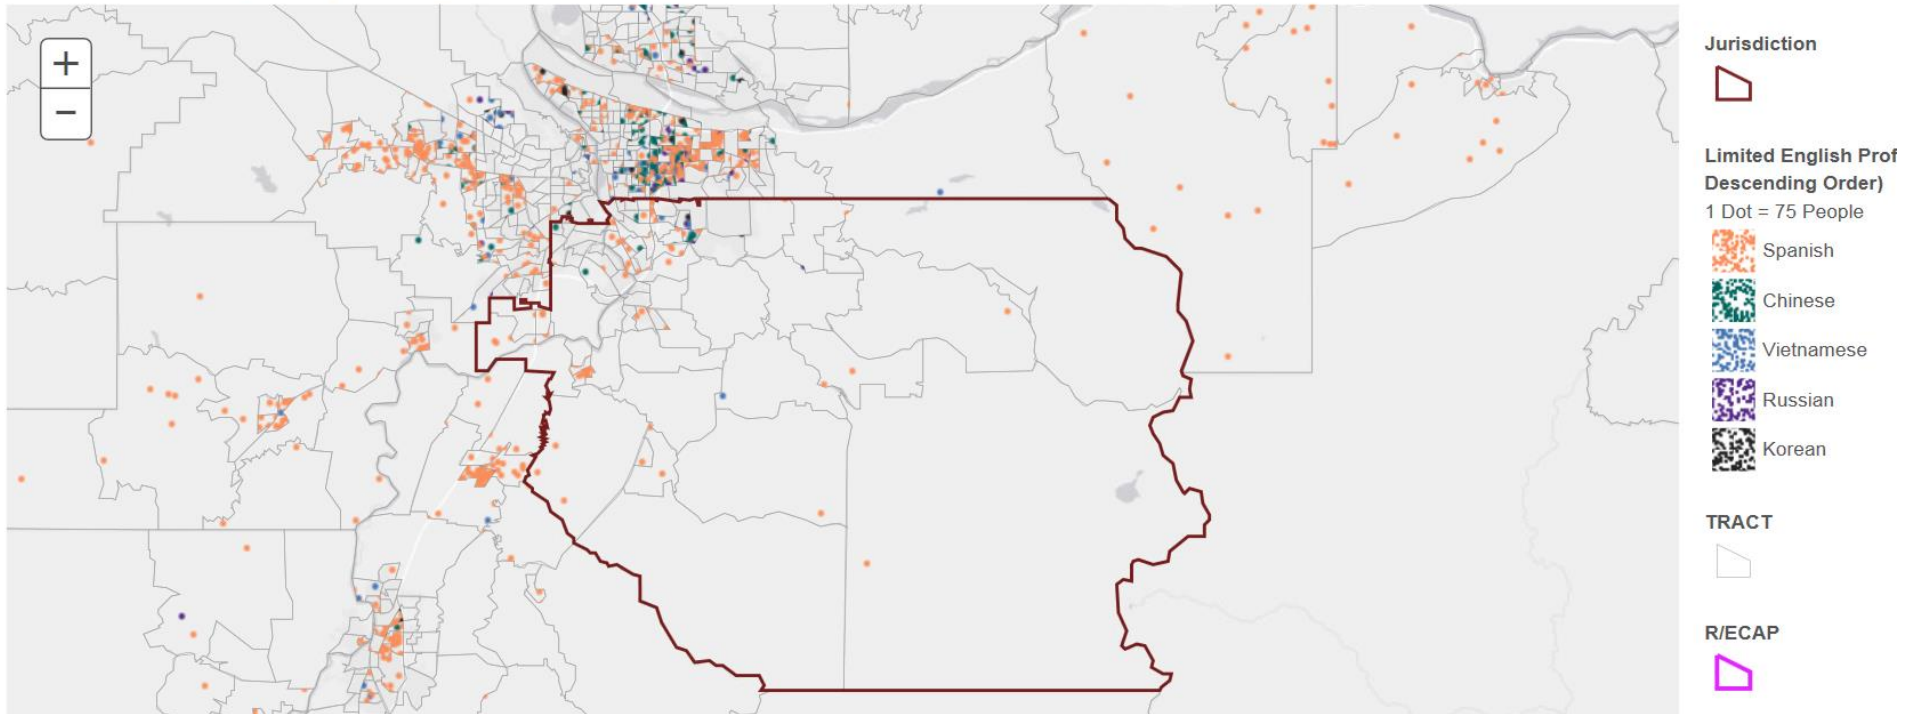 +
−
Jurisdiction
Limited English Prof
Descending Order)
1 Dot = 75 People
Spanish
Chinese
Vietnamese
Russian
Korean
TRACT
R/ECAP